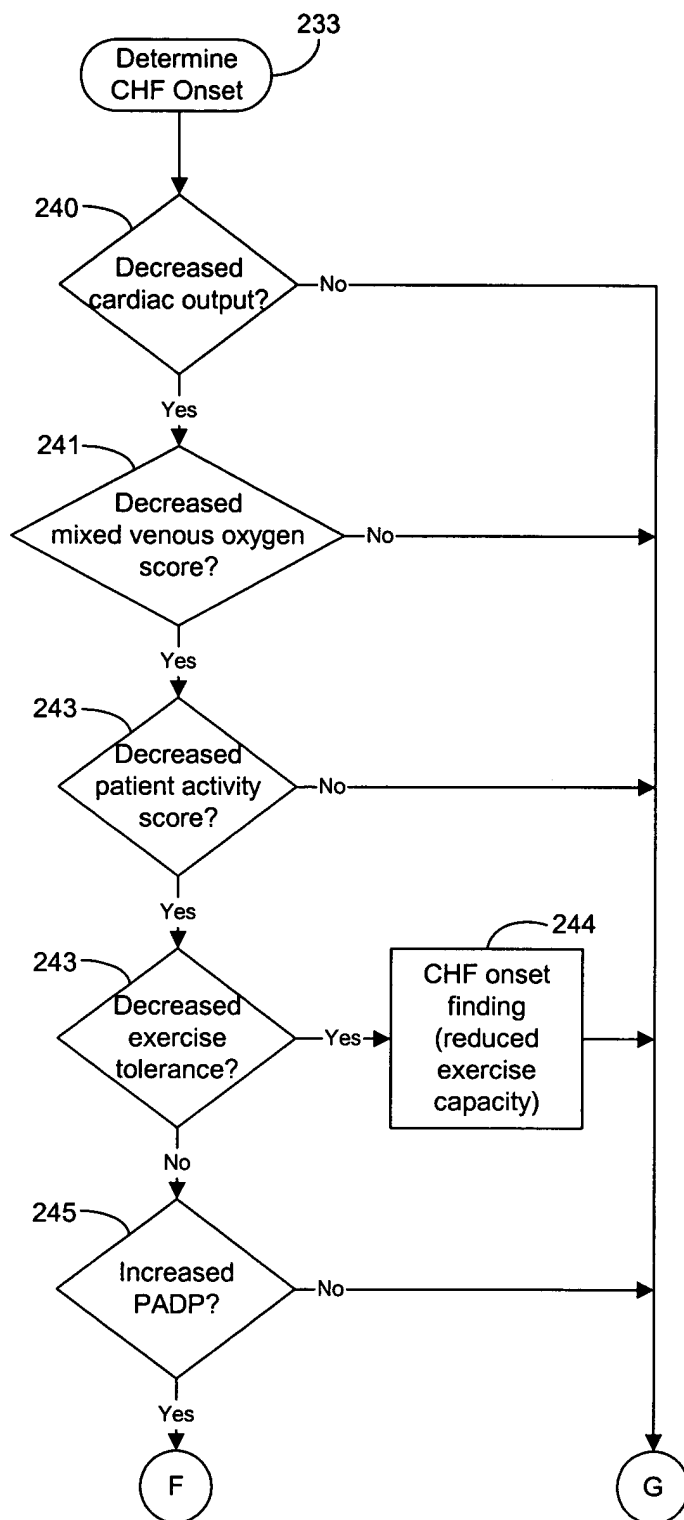 233
Determine
CHF Onset
240
Decreased
cardiac output?
No
Yes
241
Decreased
mixed venous oxygen
score?
No
Yes
243
Decreased
patient activity
score?
No
Yes
243
Decreased
exercise
tolerance?
Yes
244
CHF onset
finding
(reduced
exercise
capacity)
No
245
Increased
PADP?
No
Yes
F
G